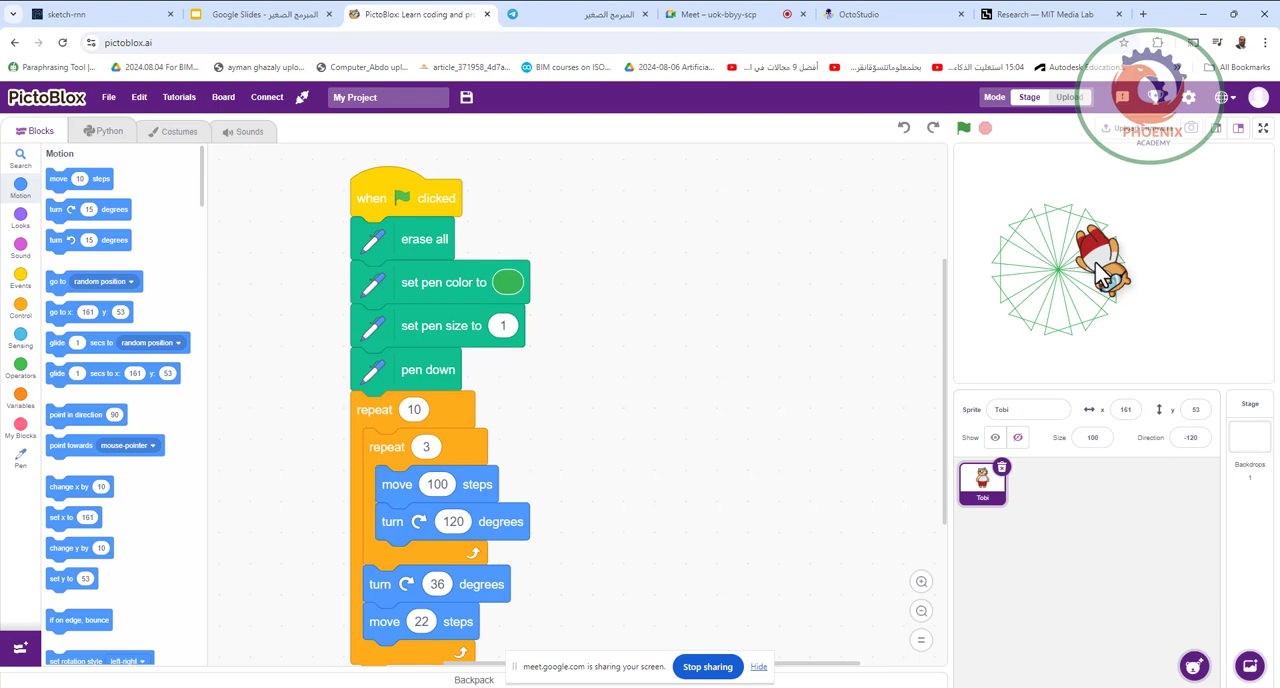 sketch-rnn
Google Slides - المبرمج الصغير
PictoBlox: Learn coding and pro
المبرمج الصغير
Meet – uok-bbyy-scp
OctoStudio
Research — MIT Media Lab
pictoblox.ai
Paraphrasing Tool |...
2024.08.04 For BIM...
ayman ghazaly uplo...
Computer_Abdo upl...
article_371958_4d7a...
BIM courses on ISO...
2024-08-06 Artificia...
أفضل 9 مجالات في ا...
بحثمعلوماتتسوقانفر...
15:04 استغليت الذكاء...
Autodesk Education
All Bookmarks
PictoBlox
File
Edit
Tutorials
Board
Connect
My Project
Mode
Stage
Upload
Blocks
Python
Costumes
Sounds
PHOENIX
ACADEMY
Search
Motion
Looks
Sound
Events
Control
Sensing
Operators
Variables
My Blocks
Pen
Motion
move 10 steps
turn 15 degrees
turn 15 degrees
go to random position
go to x: 161 y: 53
glide 1 secs to random position
glide 1 secs to x: 161 y: 53
point in direction 90
point towards mouse-pointer
change x by 10
set x to 161
change y by 10
set y to 53
if on edge, bounce
set rotation style left-right
when clicked
erase all
set pen color to
set pen size to 1
pen down
repeat 10
repeat 3
move 100 steps
turn 120 degrees
turn 36 degrees
move 22 steps
Sprite Tobi x 161 y 53
Show Size 100 Direction -120
Tobi
Stage
Backdrops
1
meet.google.com is sharing your screen.
Stop sharing
Hide
Backpack